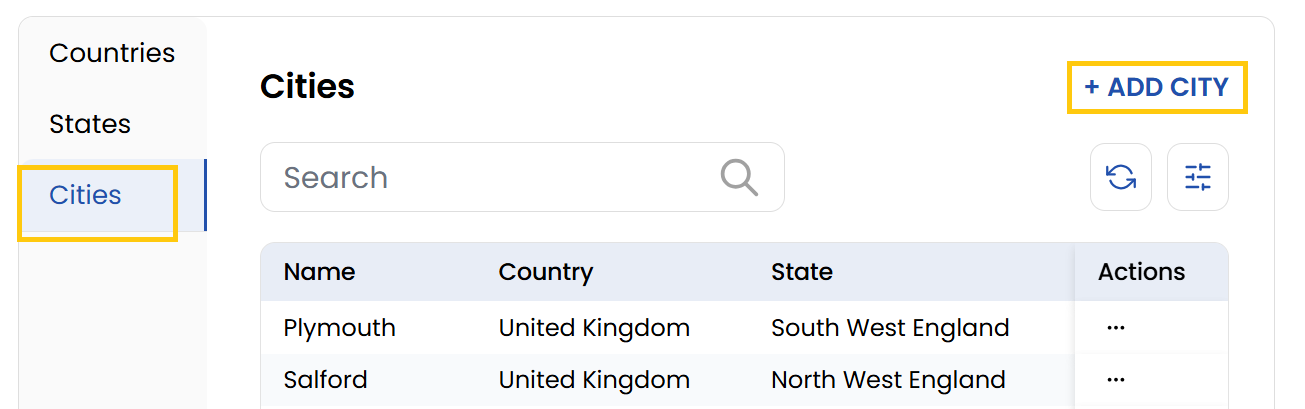 Countries
States
Cities
Cities
+ ADD CITY
Search
Name Country State Actions
Plymouth United Kingdom South West England ...
Salford United Kingdom North West England ...